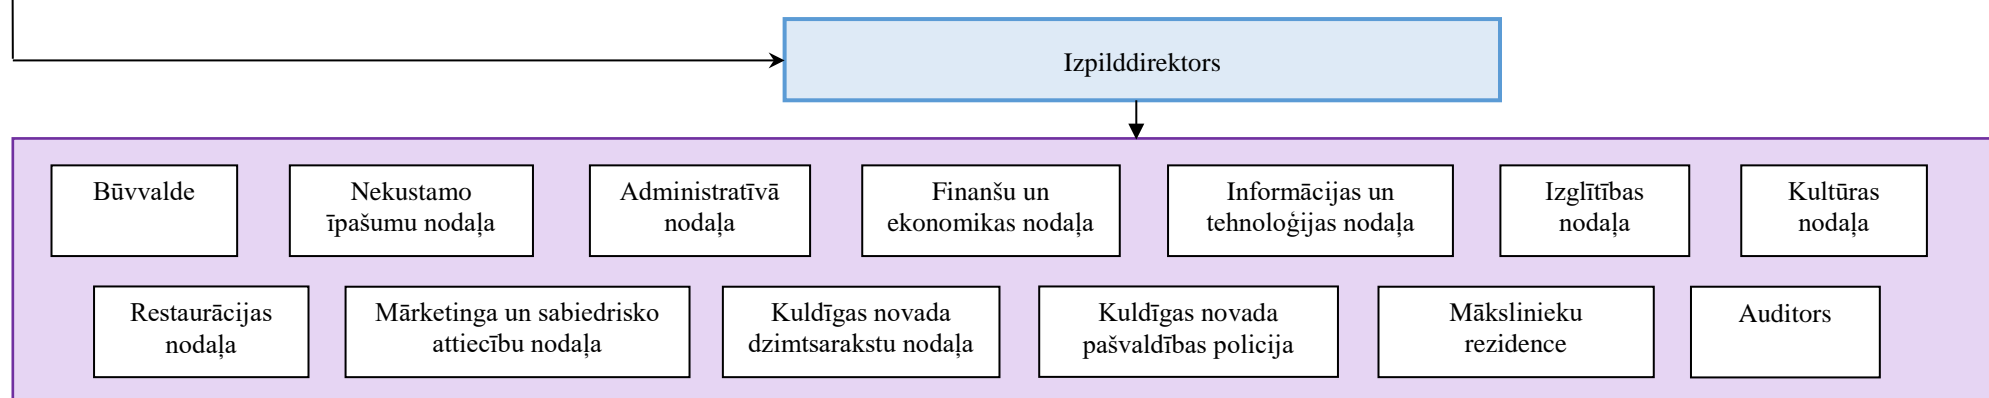 Izpilddirektors
Būvvalde
Nekustamo
īpašumu nodaļa
Administratīvā
nodaļa
Finanšu un
ekonomikas nodaļa
Informācijas un
tehnoloģijas nodaļa
Izglītības
nodaļa
Kultūras
nodaļa
Restaurācijas
nodaļa
Mārketinga un sabiedrisko
attiecību nodaļa
Kuldīgas novada
dzimtsarakstu nodaļa
Kuldīgas novada
pašvaldības policija
Mākslinieku
rezidence
Auditors